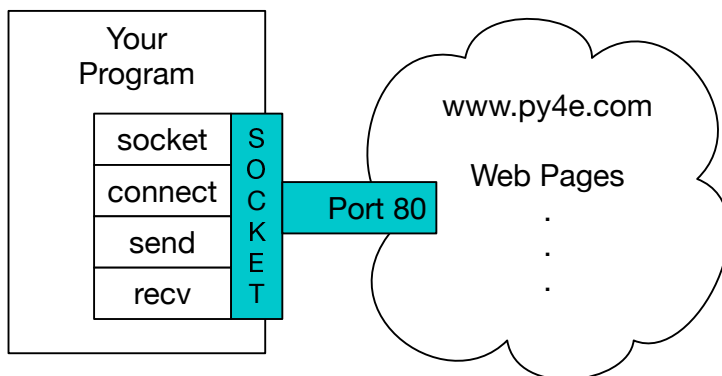 Your
Program
socket
connect
send
recv
S
O
C
K
E
T
Port 80
www.py4e.com
Web Pages
.
.
.